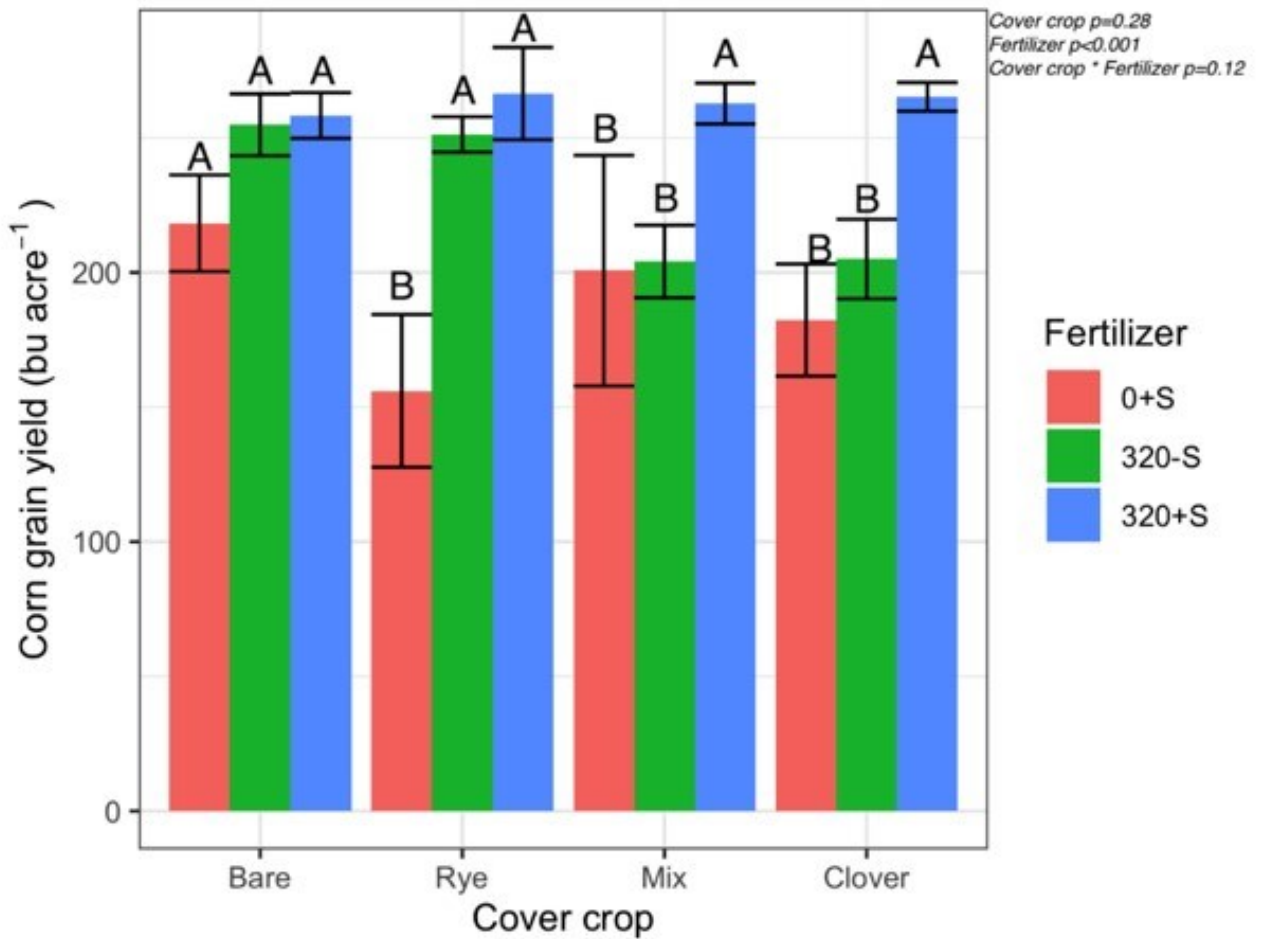 Cover crop p=0.28
Fertilizer p<0.001
Cover crop * Fertilizer p=0.12
A A A
B A A
B B A
B B A
Corn grain yield (bu acre⁻¹ )
200
100
0
Bare Rye Mix Clover
Cover crop
Fertilizer
0+S
320-S
320+S